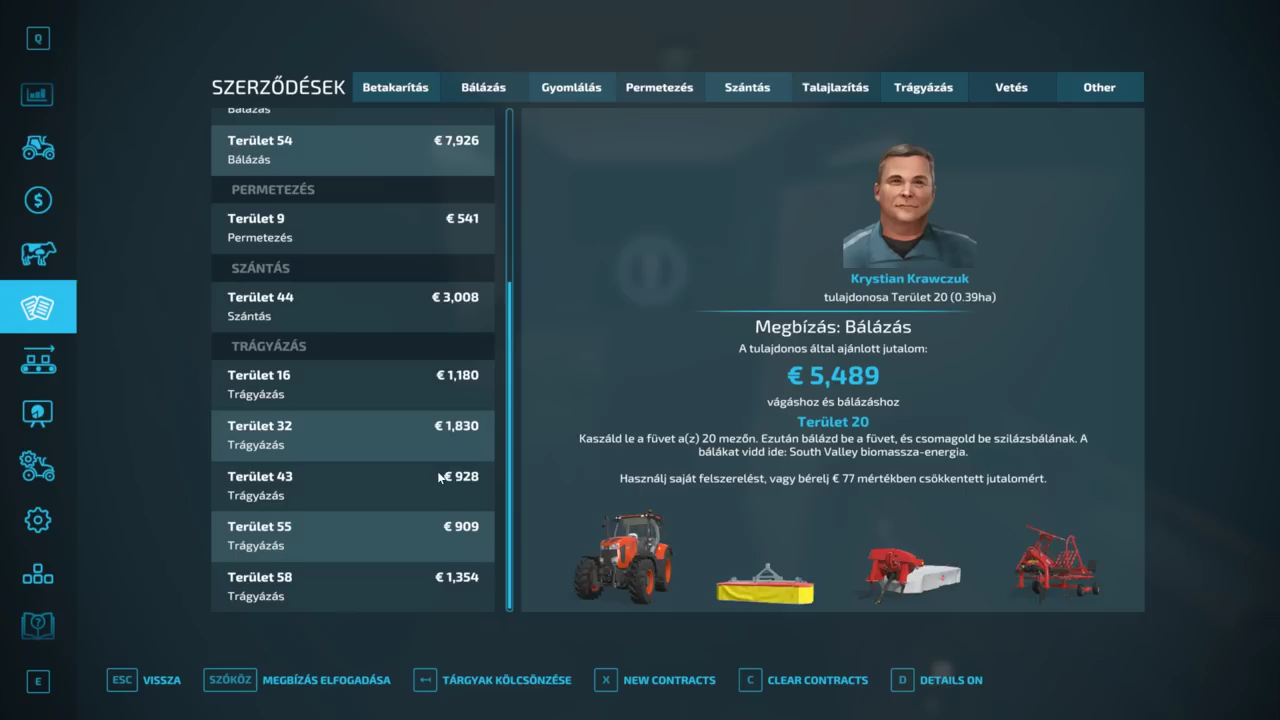 Q
SZERZŐDÉSEK
Betakarítás
Bálázás
Gyomlálás
Permetezés
Szántás
Talajlazítás
Trágyázás
Vetés
Other
Bálázás
Terület 54 € 7,926
Bálázás
PERMETEZÉS
Terület 9 € 541
Permetezés
SZÁNTÁS
Terület 44 € 3,008
Szántás
TRÁGYÁZÁS
Terület 16 € 1,180
Trágyázás
Terület 32 € 1,830
Trágyázás
Terület 43 € 928
Trágyázás
Terület 55 € 909
Trágyázás
Terület 58 € 1,354
Trágyázás
Krystian Krawczuk
tulajdonosa Terület 20 (0.39ha)
Megbízás: Bálázás
A tulajdonos által ajánlott jutalom:
€ 5,489
vágáshoz és bálázáshoz
Terület 20
Kaszáld le a füvet a(z) 20 mezőn. Ezután bálázd be a füvet, és csomagold be szilázsbálának. A
bálákat vidd ide: South Valley biomassza-energia.
Használj saját felszerelést, vagy bérelj € 77 mértékben csökkentett jutalomért.
E
ESC VISSZA
SZÓKÖZ MEGBÍZÁS ELFOGADÁSA
TÁRGYAK KÖLCSÖNZÉSE
X NEW CONTRACTS
C CLEAR CONTRACTS
D DETAILS ON